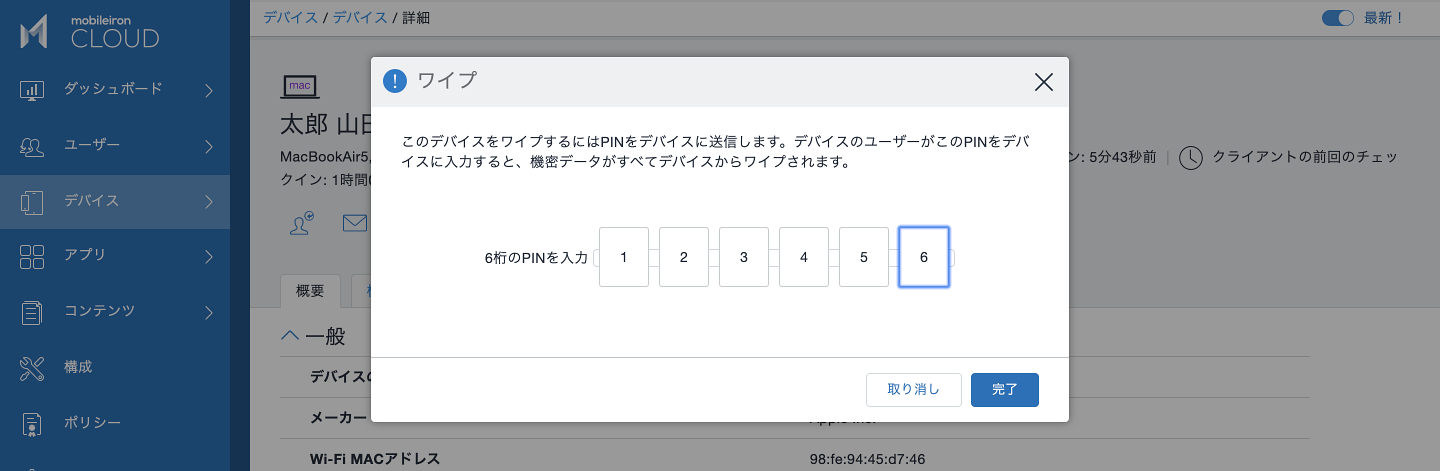 mobileiron
CLOUD
ダッシュボード
ユーザー
デバイス
アプリ
コンテンツ
構成
ポリシー
デバイス / デバイス / 詳細
最新！
mac
太郎 山
MacBookAir5,
ン: 5分43秒前
クライアントの前回のチェッ
クイン: 1時間
概要
一般
デバイスの
メーカー
Wi-Fi MACアドレス
98:fe:94:45:d7:46
ワイプ
このデバイスをワイプするにはPINをデバイスに送信します。デバイスのユーザーがこのPINをデバ
イスに入力すると、機密データがすべてデバイスからワイプされます。
6桁のPINを入力 1 2 3 4 5 6
取り消し
完了